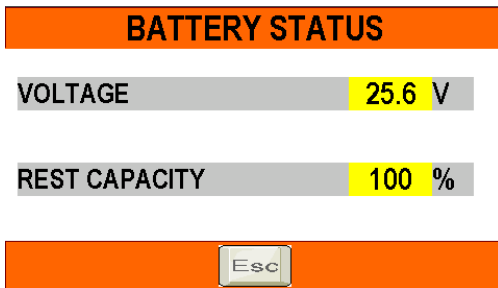 BATTERY STATUS
VOLTAGE 25.6 V
REST CAPACITY 100 %
Esc